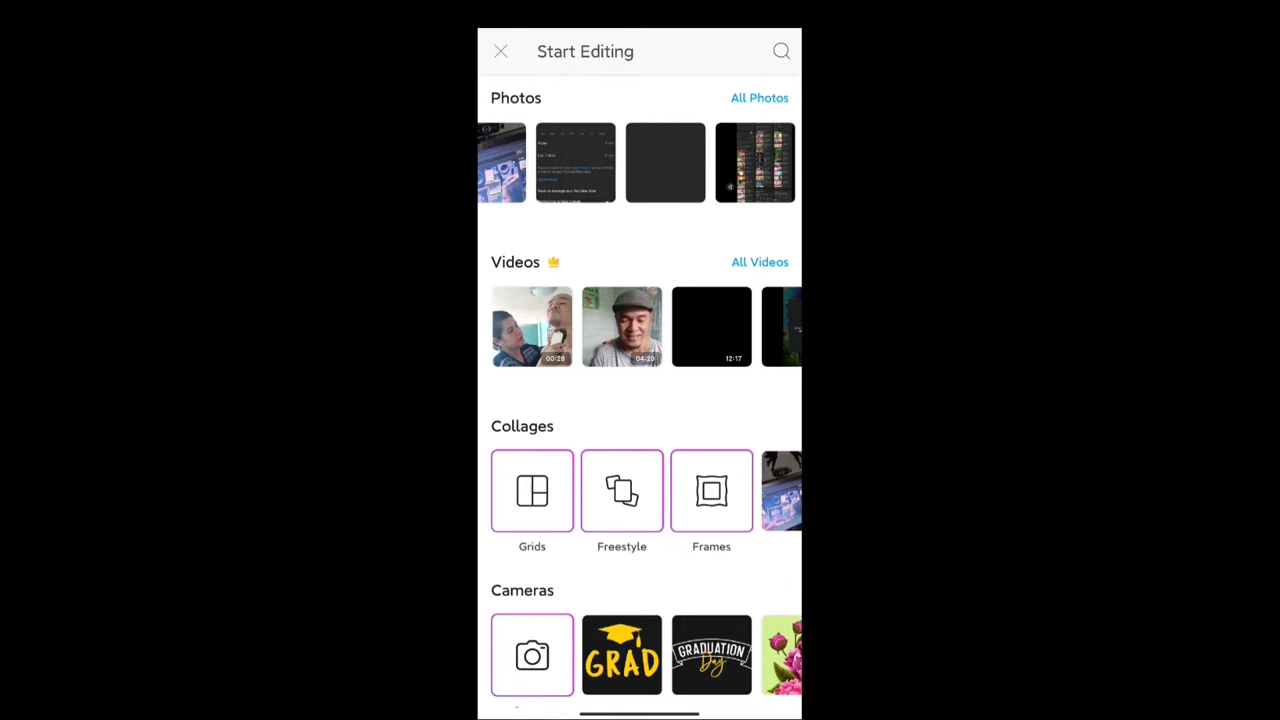 Start Editing
Photos
All Photos
Videos
All Videos
00:28
04:20
12:17
Collages
Grids
Freestyle
Frames
Cameras
GRAD
GRADUATION
Day